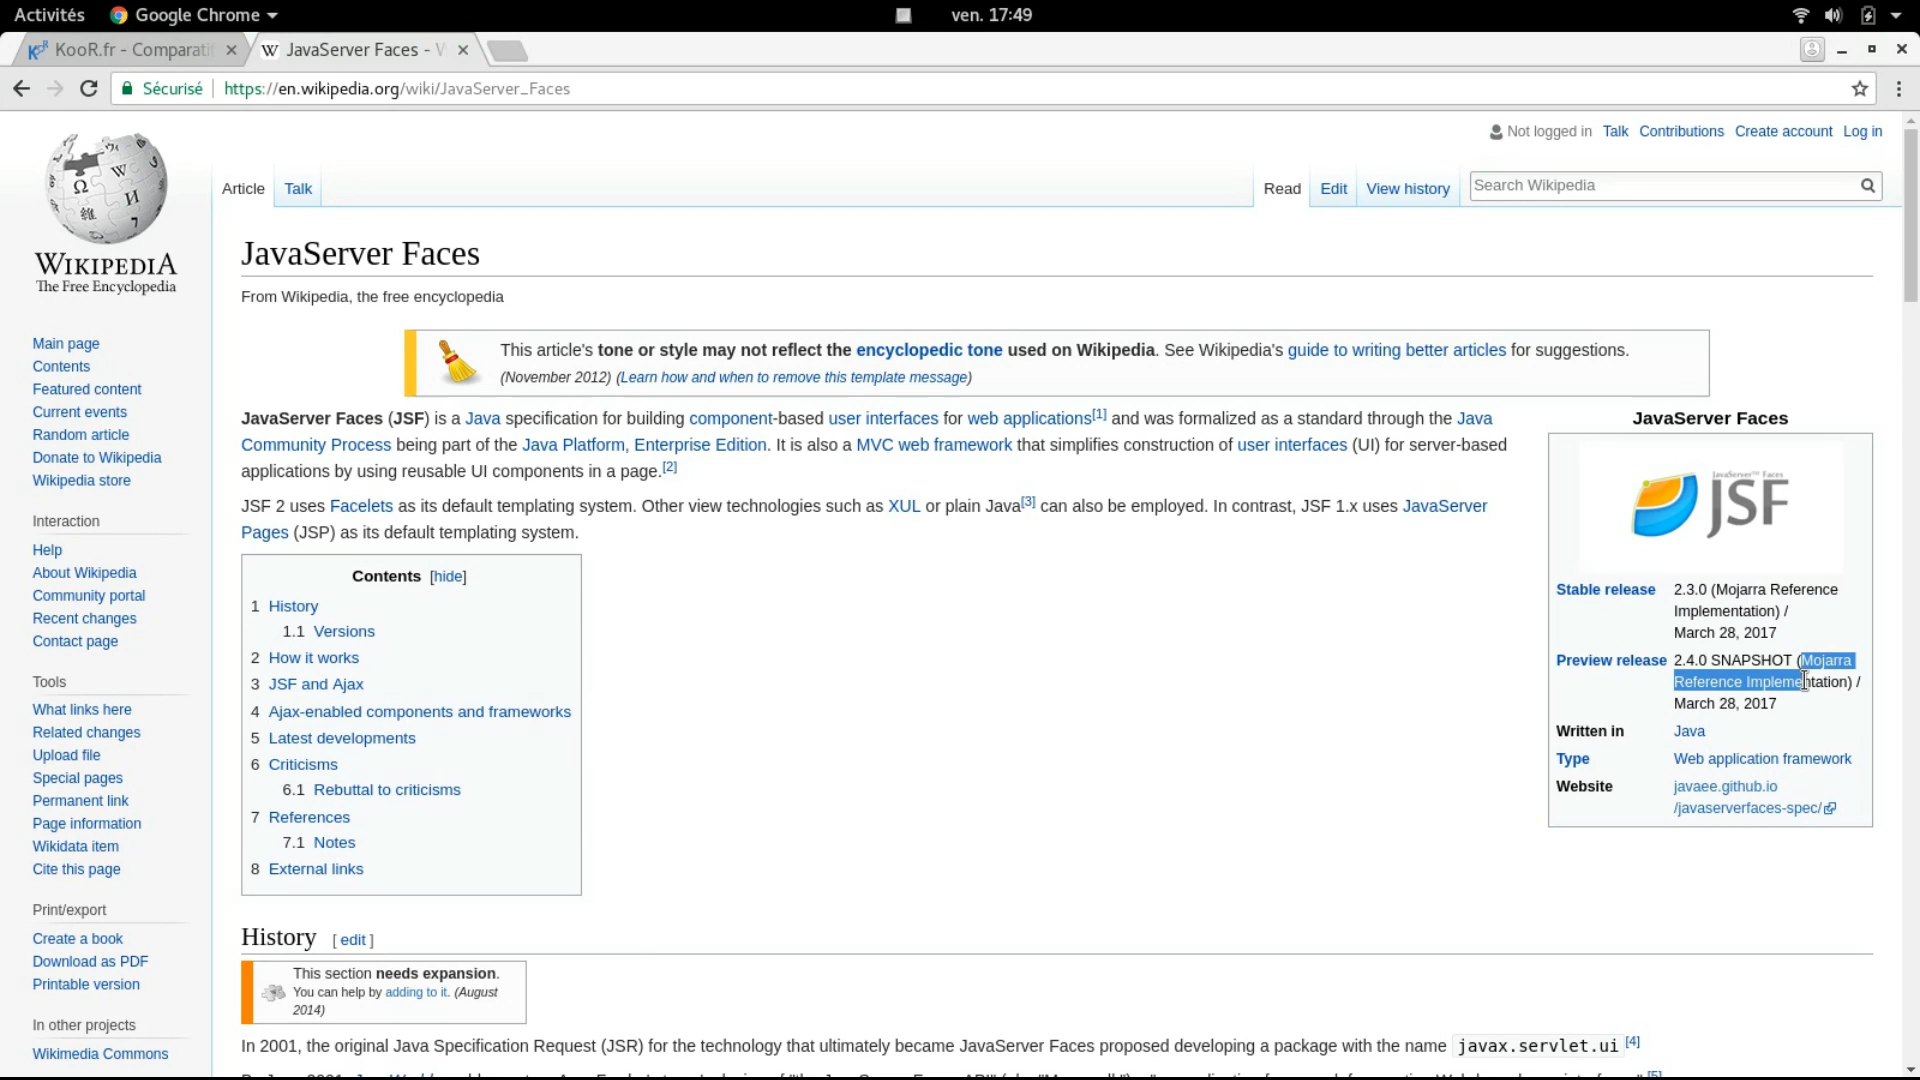 Activités
Google Chrome
ven. 17:49
KooR.fr - Comparatif
JavaServer Faces -
Sécurisé
https://en.wikipedia.org/wiki/JavaServer_Faces
Not logged in Talk Contributions Create account Log in
Article Talk
Read Edit View history
Search Wikipedia
WIKIPEDIA
The Free Encyclopedia
Main page
Contents
Featured content
Current events
Random article
Donate to Wikipedia
Wikipedia store
Interaction
Help
About Wikipedia
Community portal
Recent changes
Contact page
Tools
What links here
Related changes
Upload file
Special pages
Permanent link
Page information
Wikidata item
Cite this page
Print/export
Create a book
Download as PDF
Printable version
In other projects
Wikimedia Commons
JavaServer Faces
From Wikipedia, the free encyclopedia
This article's tone or style may not reflect the encyclopedic tone used on Wikipedia. See Wikipedia's guide to writing better articles for suggestions.
(November 2012) (Learn how and when to remove this template message)
JavaServer Faces (JSF) is a Java specification for building component-based user interfaces for web applications[1] and was formalized as a standard through the Java
Community Process being part of the Java Platform, Enterprise Edition. It is also a MVC web framework that simplifies construction of user interfaces (UI) for server-based
applications by using reusable UI components in a page.[2]
JSF 2 uses Facelets as its default templating system. Other view technologies such as XUL or plain Java[3] can also be employed. In contrast, JSF 1.x uses JavaServer
Pages (JSP) as its default templating system.
Contents [hide]
1 History
1.1 Versions
2 How it works
3 JSF and Ajax
4 Ajax-enabled components and frameworks
5 Latest developments
6 Criticisms
6.1 Rebuttal to criticisms
7 References
7.1 Notes
8 External links
JavaServer Faces
JavaServer™ Faces
JSF
Stable release 2.3.0 (Mojarra Reference
Implementation) /
March 28, 2017
Preview release 2.4.0 SNAPSHOT (Mojarra
Reference Implementation) /
March 28, 2017
Written in Java
Type Web application framework
Website javaee.github.io
/javaserverfaces-spec/
History [ edit ]
This section needs expansion.
You can help by adding to it. (August
2014)
In 2001, the original Java Specification Request (JSR) for the technology that ultimately became JavaServer Faces proposed developing a package with the name javax.servlet.ui [4]